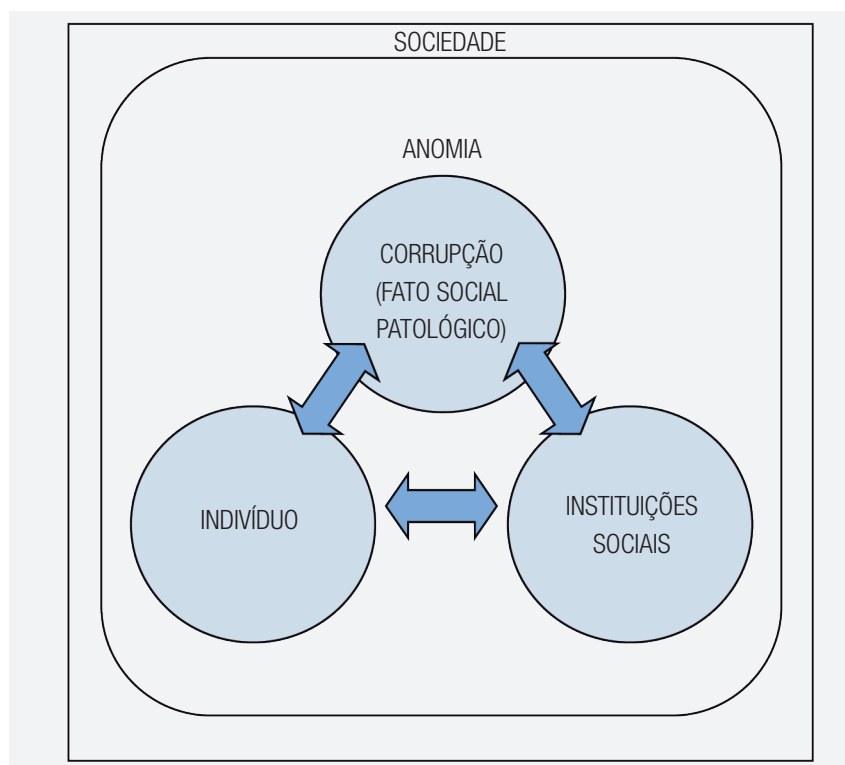 SOCIEDADE
ANOMIA
CORRUPÇÃO
(FATO SOCIAL
PATOLÓGICO)
INDIVÍDUO
INSTITUIÇÕES
SOCIAIS